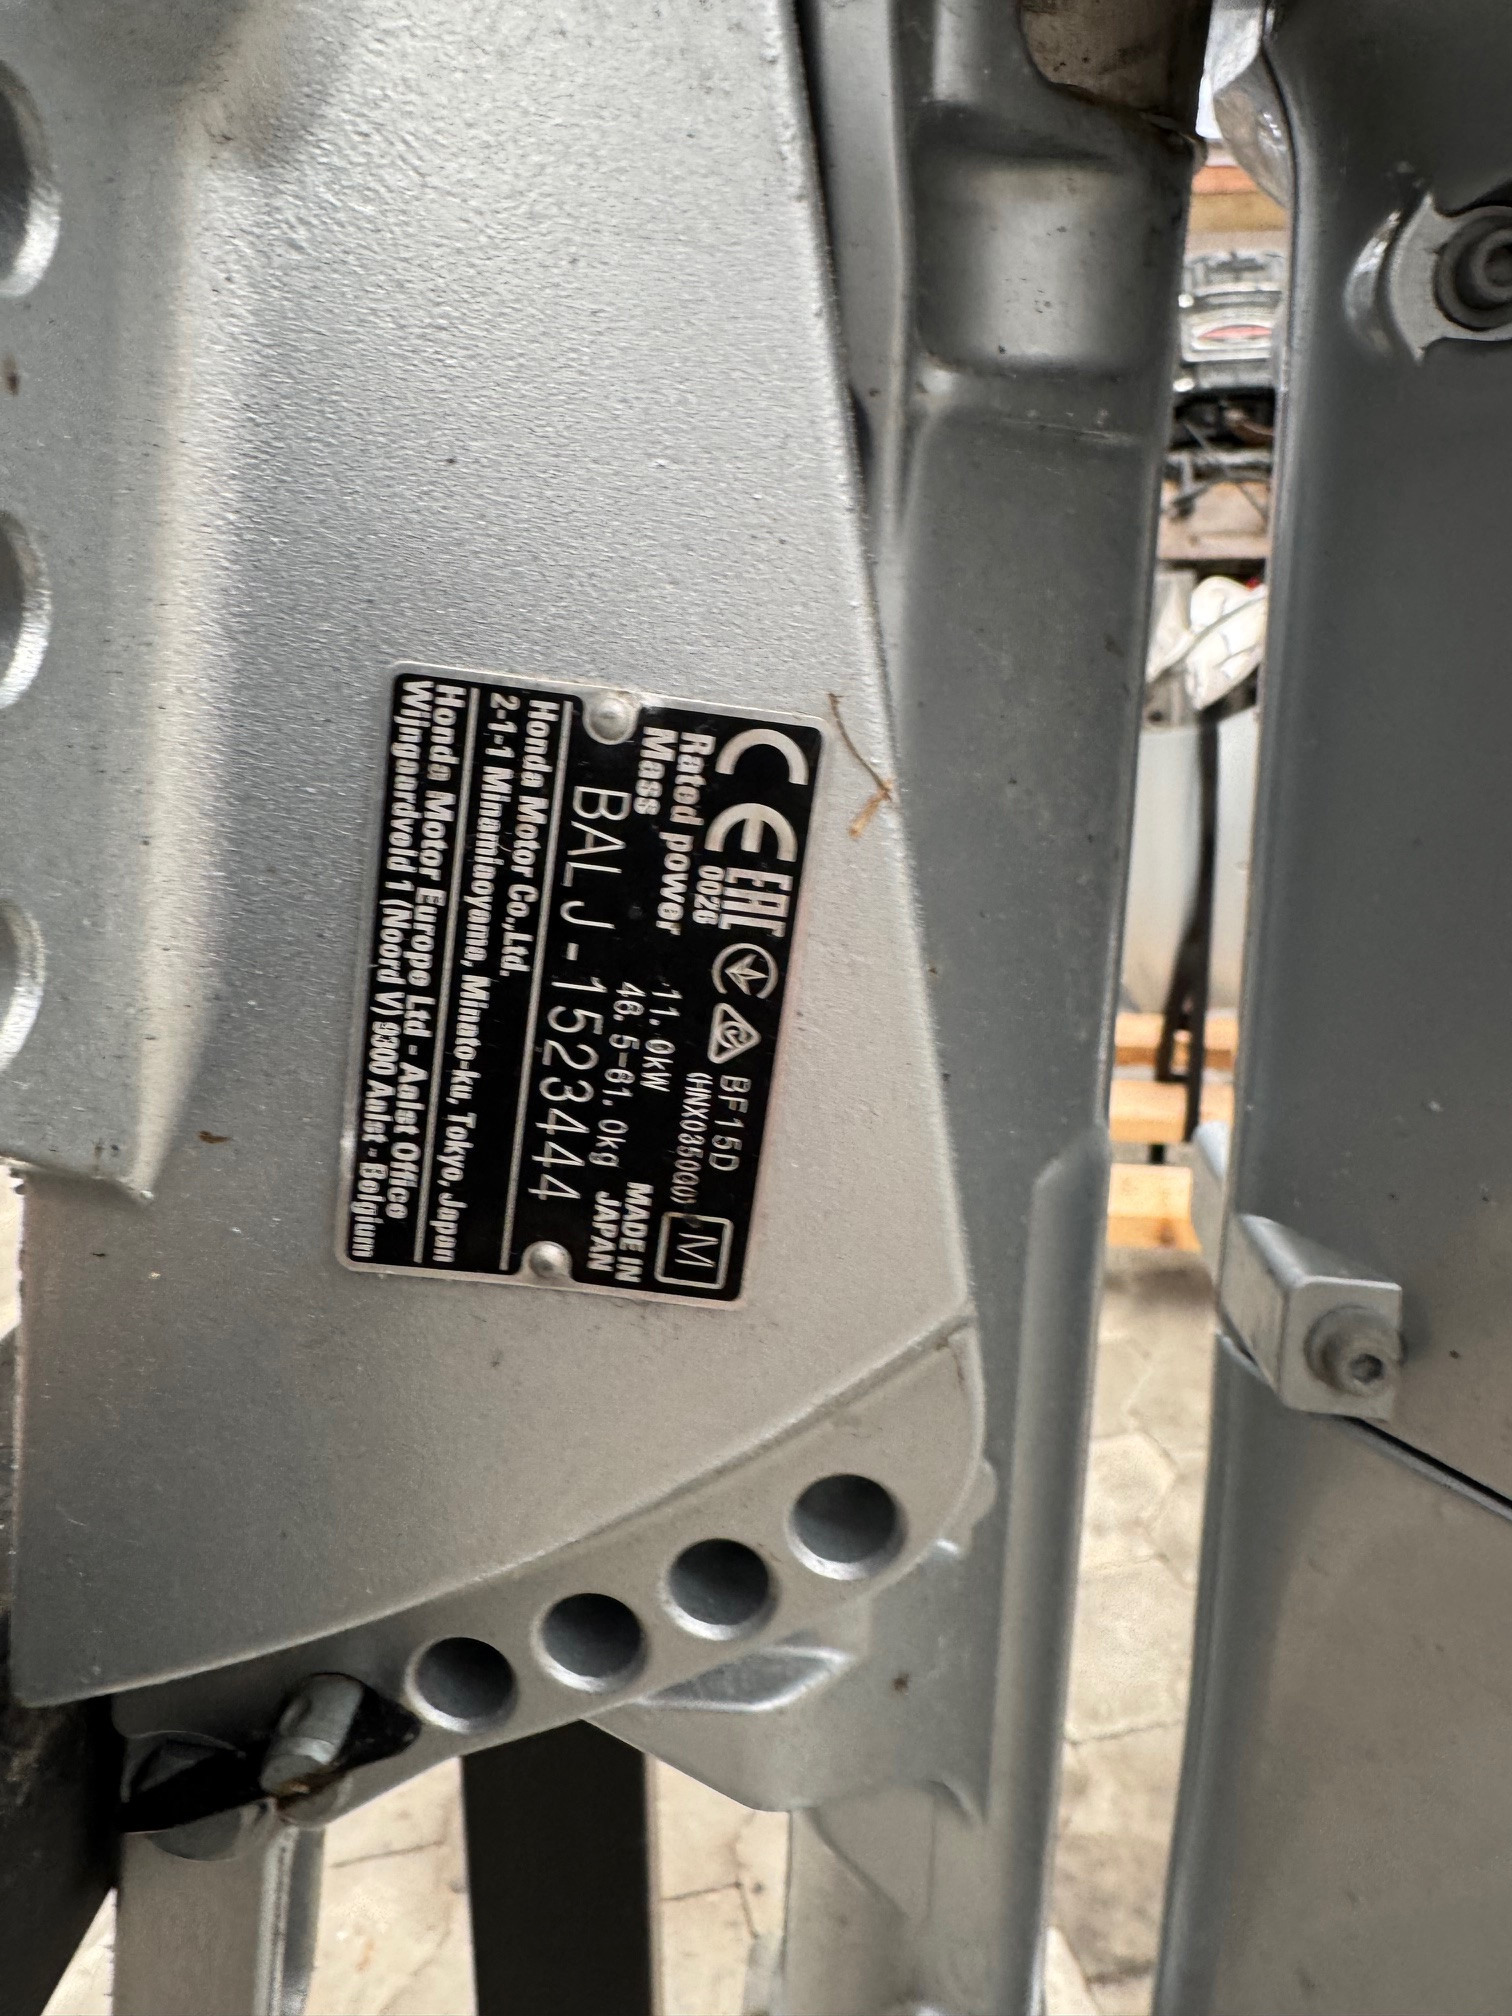 CE EAC BF15D M
0026 (HNX0350QO)
Rated power 11.0kW
Mass 46.5-61.0kg MADE IN JAPAN
BALJ-1523444
Honda Motor Co.,Ltd.
2-1-1 Minamiaoyama, Minato-ku, Tokyo, Japan
Honda Motor Europe Ltd - Aalst Office
Wijngaardveld 1 (Noord V) 9300 Aalst - Belgium